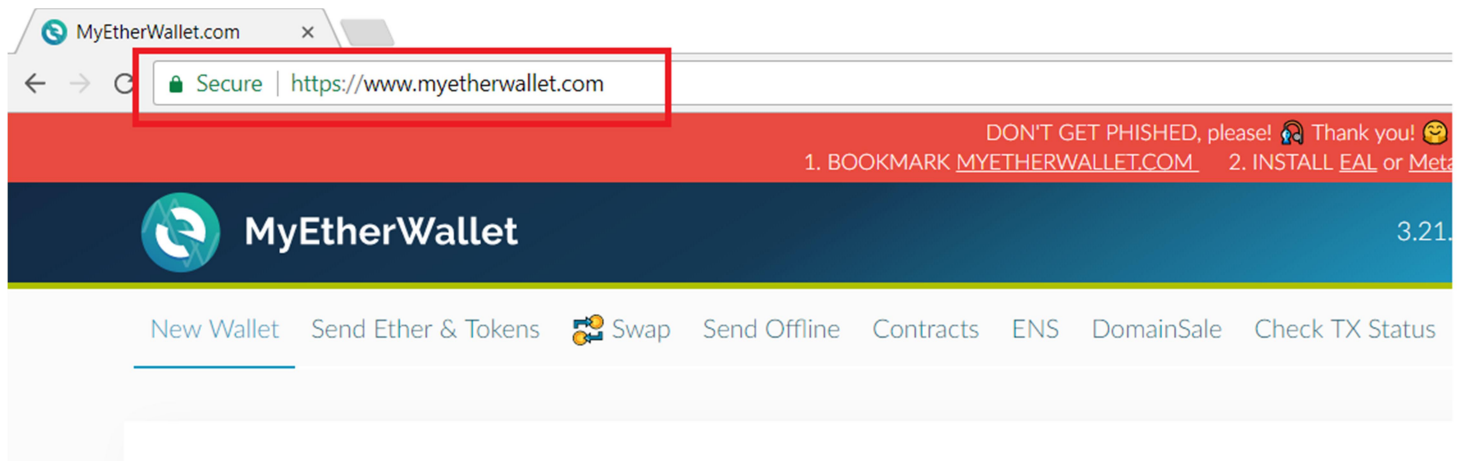 MyEtherWallet.com
Secure https://www.myetherwallet.com
DON'T GET PHISHED, please! Thank you!
1. BOOKMARK MYETHERWALLET.COM 2. INSTALL EAL or Meta
MyEtherWallet
3.21.
New Wallet Send Ether & Tokens Swap Send Offline Contracts ENS DomainSale Check TX Status